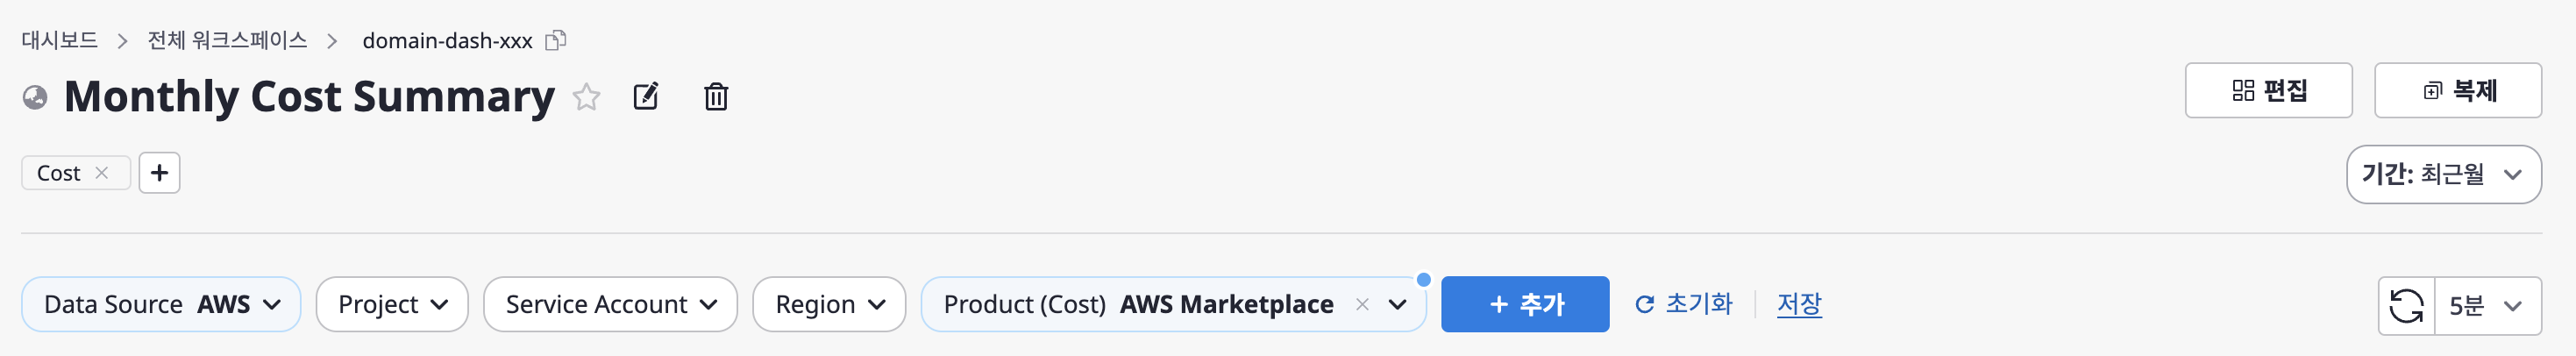 대시보드 > 전체 워크스페이스 > domain-dash-xxx
Monthly Cost Summary
편집 복제
Cost × +
기간: 최근월
Data Source AWS Project Service Account Region Product (Cost) AWS Marketplace × + 추가 초기화 저장 5분